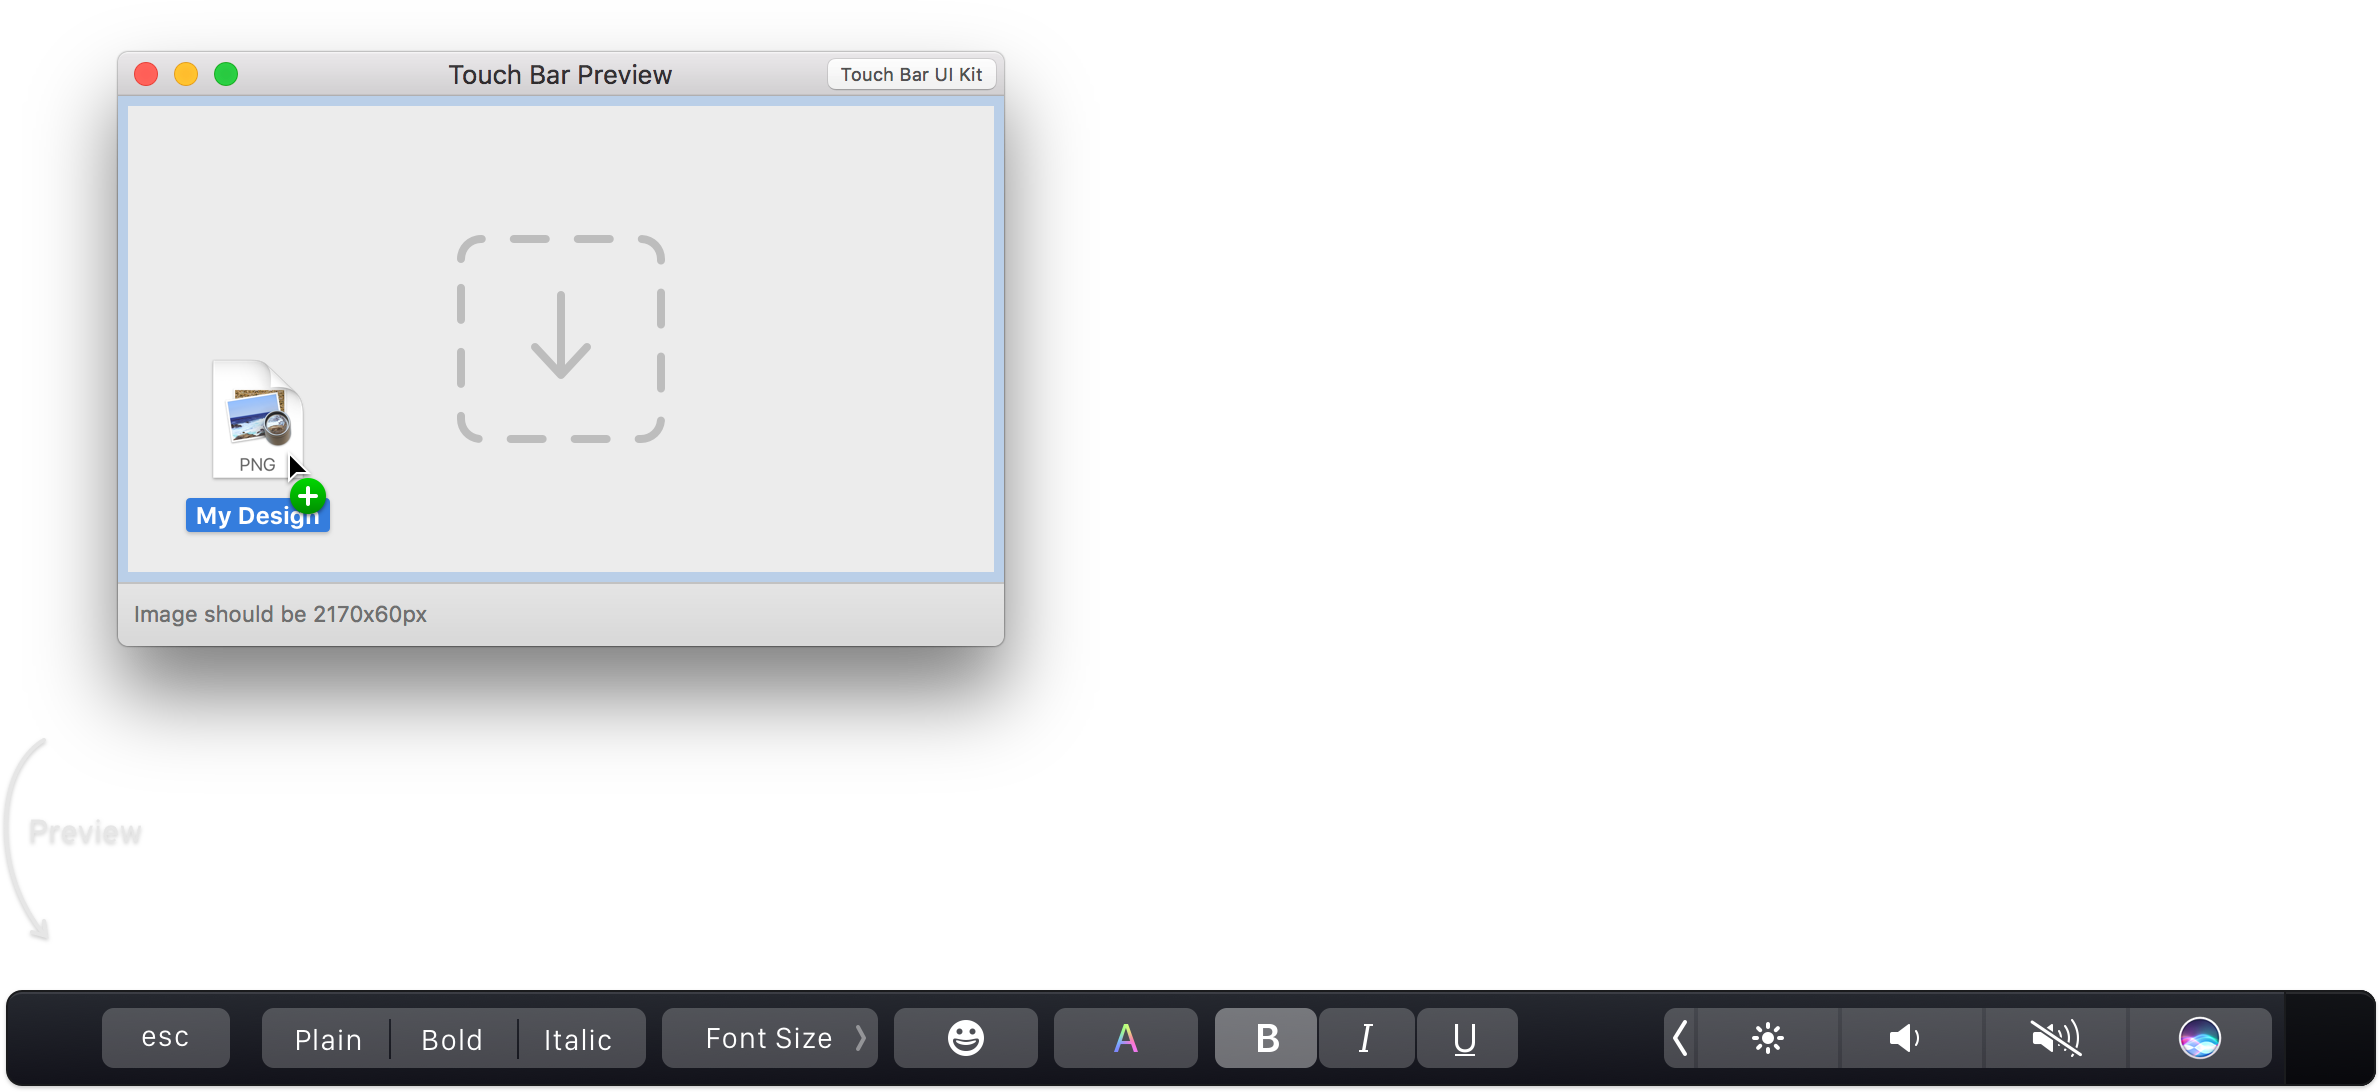 Touch Bar Preview
Touch Bar UI Kit
PNG
My Design
Image should be 2170x60px
Preview
esc
Plain
Bold
Italic
Font Size
A
B
I
U